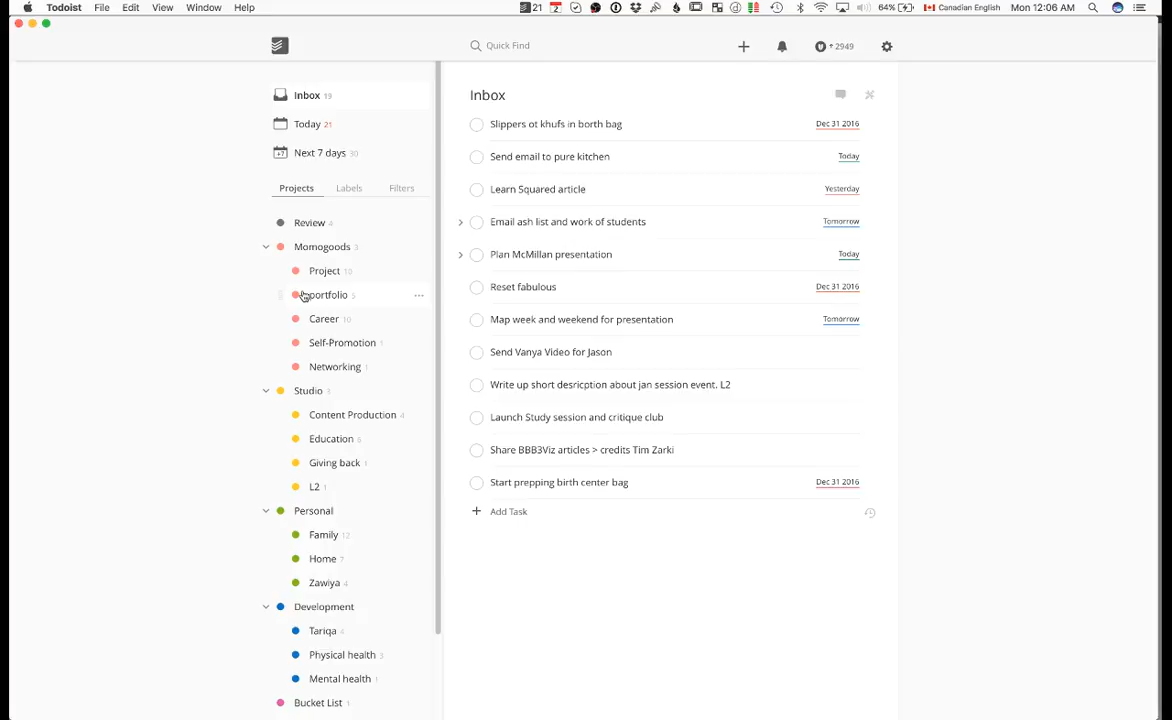 Todoist File Edit View Window Help 21 2 64% Canadian English Mon 12:06 AM
Quick Find
2949
Inbox 19
Today 21
+7 Next 7 days 30
Projects Labels Filters
Review 4
Momogoods 3
Project 10
portfolio 5
Career 10
Self-Promotion 1
Networking 1
Studio 3
Content Production 4
Education 6
Giving back 1
L2 1
Personal
Family 12
Home 7
Zawiya 4
Development
Tariqa 4
Physical health 3
Mental health 1
Bucket List 1
Inbox
Slippers ot khufs in borth bag Dec 31 2016
Send email to pure kitchen Today
Learn Squared article Yesterday
Email ash list and work of students Tomorrow
Plan McMillan presentation Today
Reset fabulous Dec 31 2016
Map week and weekend for presentation Tomorrow
Send Vanya Video for Jason
Write up short desricption about jan session event. L2
Launch Study session and critique club
Share BBB3Viz articles > credits Tim Zarki
Start prepping birth center bag Dec 31 2016
+ Add Task